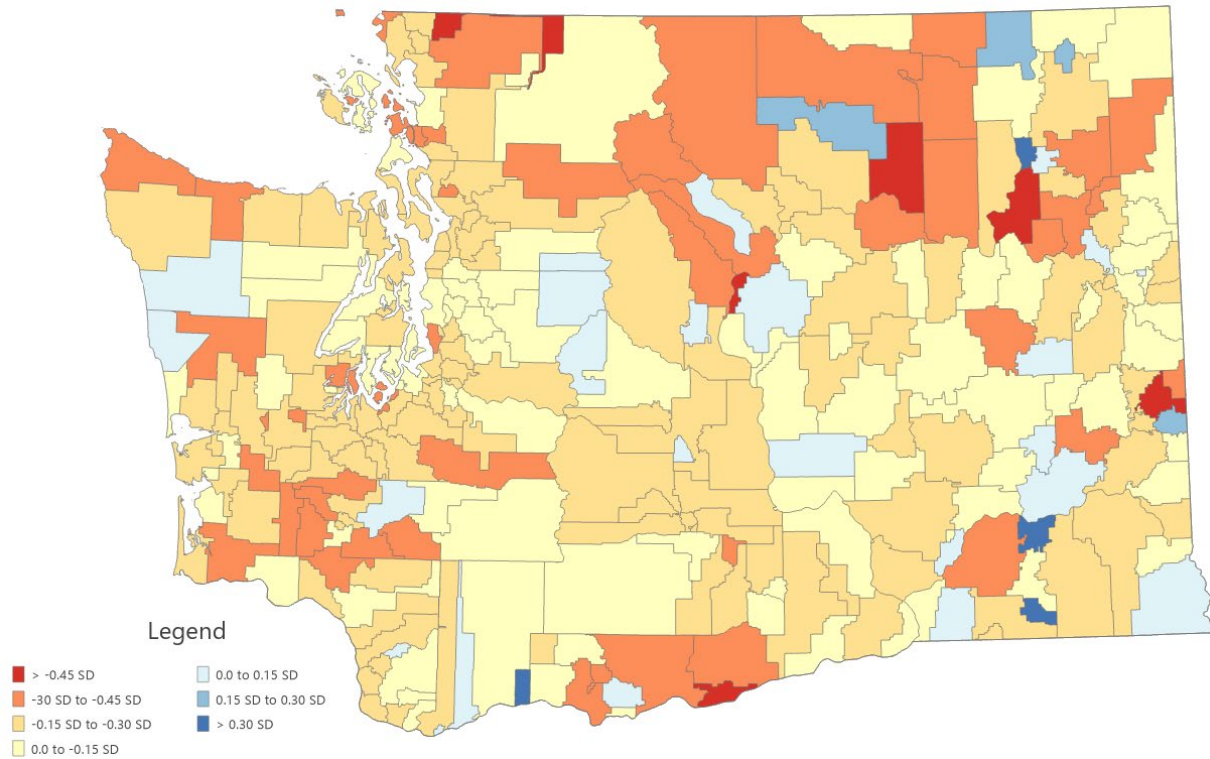 Legend
> -0.45 SD
-30 SD to -0.45 SD
-0.15 SD to -0.30 SD
0.0 to -0.15 SD
0.0 to 0.15 SD
0.15 SD to 0.30 SD
> 0.30 SD